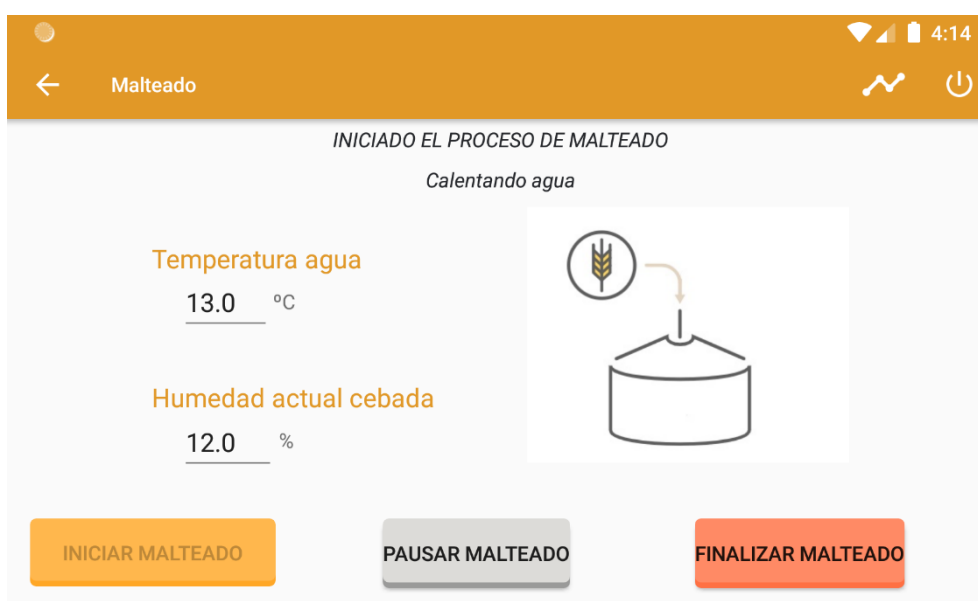 4:14
Malteado
INICIADO EL PROCESO DE MALTEADO
Calentando agua
Temperatura agua
13.0 ºC
Humedad actual cebada
12.0 %
INICIAR MALTEADO
PAUSAR MALTEADO
FINALIZAR MALTEADO